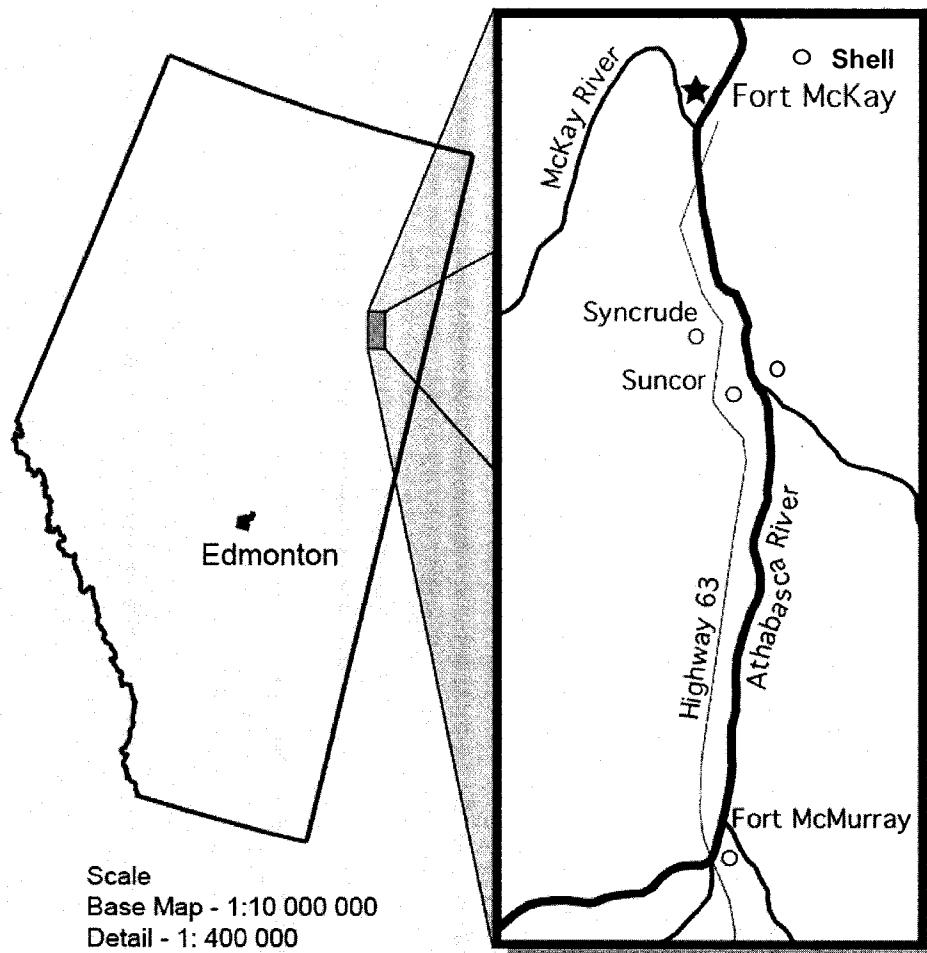 Shell
Fort McKay
McKay River
Syncrude
Suncor
Highway 63
Athabasca River
Fort McMurray
Edmonton
Scale
Base Map - 1:10 000 000
Detail - 1: 400 000